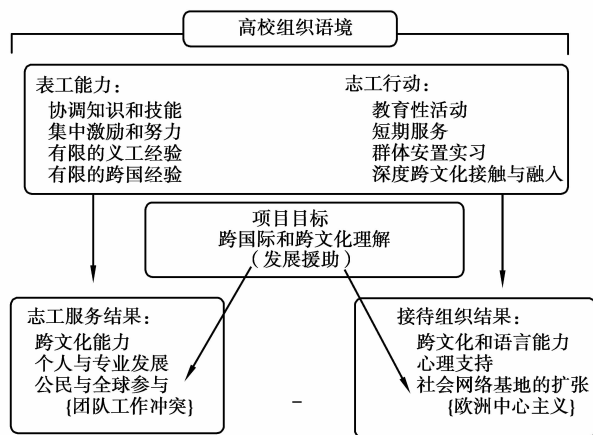 高校组织语境
表工能力：
协调知识和技能
集中激励和努力
有限的义工经验
有限的跨国经验
志工行动：
教育性活动
短期服务
群体安置实习
深度跨文化接触与融入
项目目标
跨国际和跨文化理解
（发展援助）
志工服务结果：
跨文化能力
个人与专业发展
公民与全球参与
{团队工作冲突}
–
接待组织结果：
跨文化和语言能力
心理支持
社会网络基地的扩张
{欧洲中心主义}